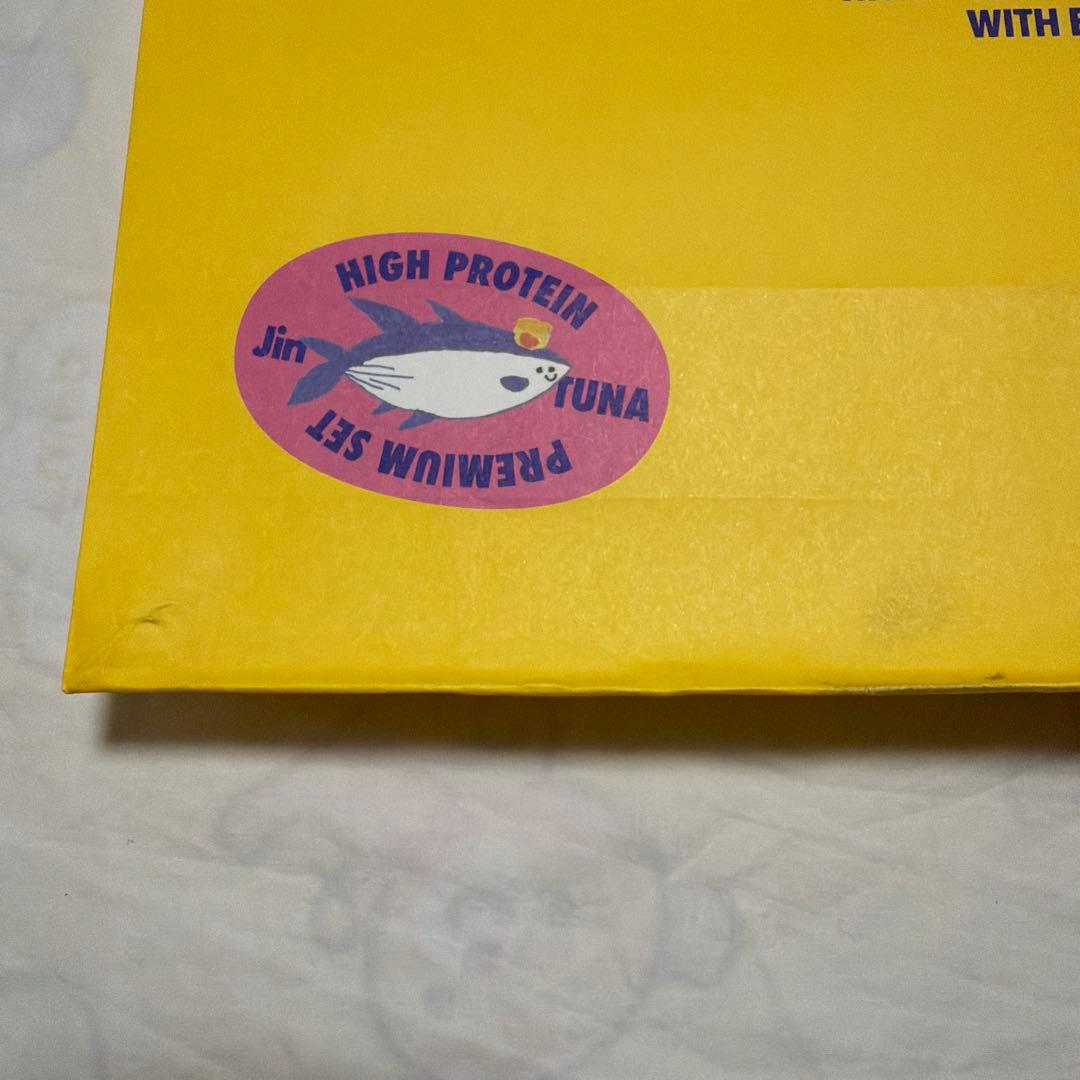 WITH
HIGH PROTEIN
Jin
TUNA
PREMIUM SET